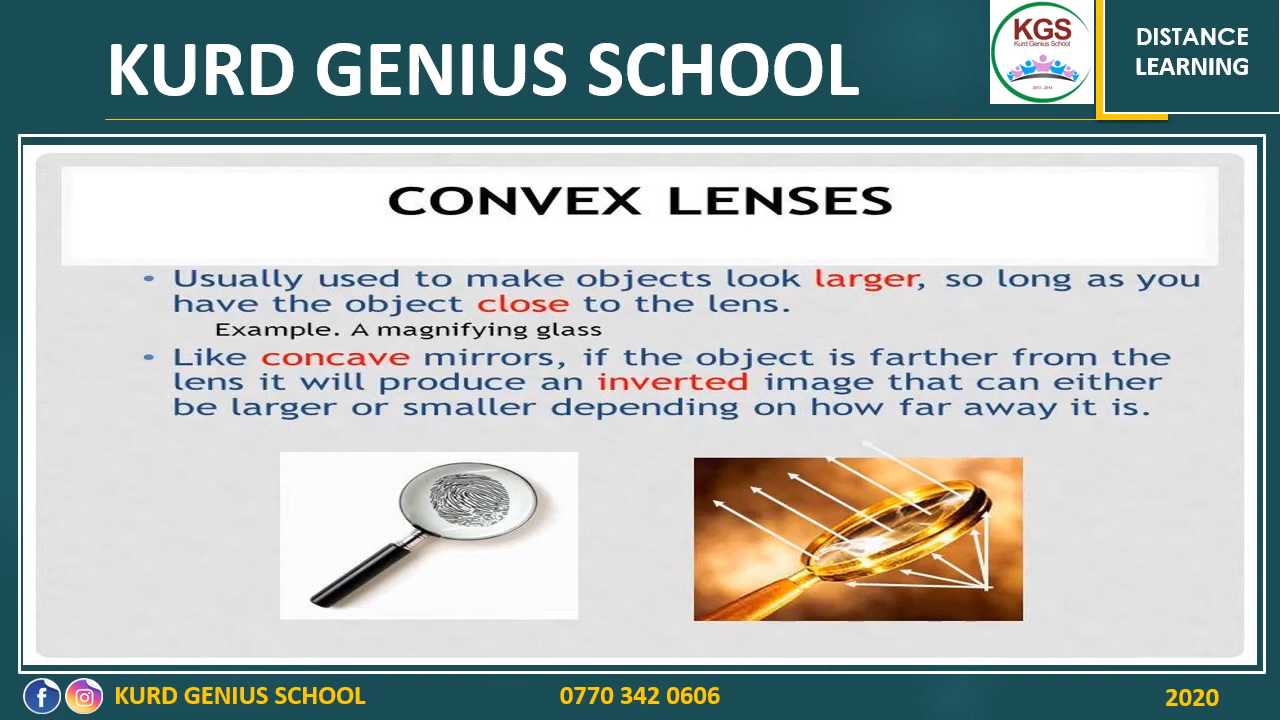 KURD GENIUS SCHOOL
KGS
Kurd Genius School
2013 - 2014
DISTANCE
LEARNING
CONVEX LENSES
• Usually used to make objects look larger, so long as you
have the object close to the lens.
Example. A magnifying glass
• Like concave mirrors, if the object is farther from the
lens it will produce an inverted image that can either
be larger or smaller depending on how far away it is.
KURD GENIUS SCHOOL
0770 342 0606
2020